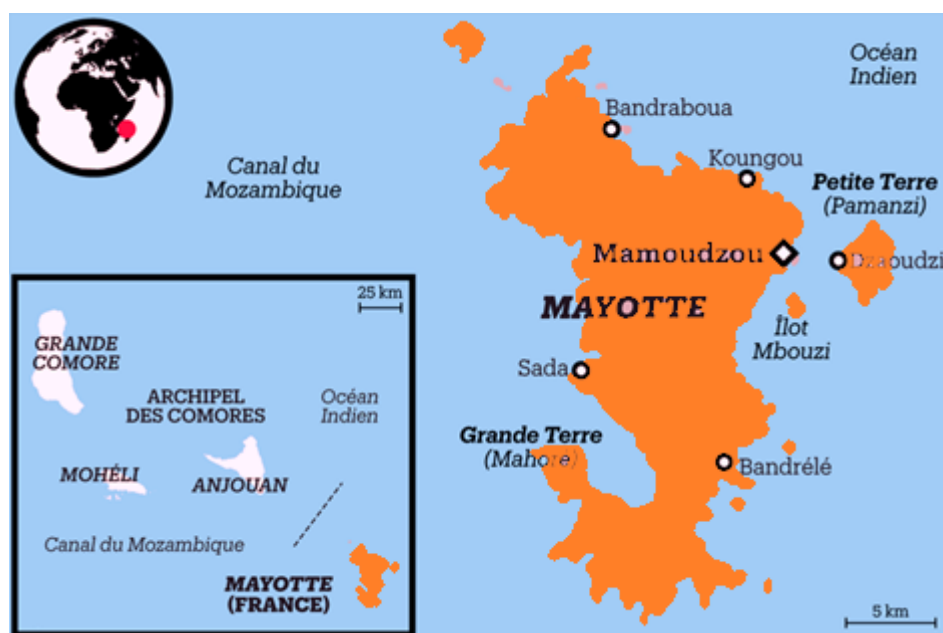 Océan
Indien
Bandraboua
Canal du
Mozambique
Koungou
Petite Terre
(Pamanzi)
Mamoudzou
Dzaoudzi
MAYOTTE
Îlot
Mbouzi
Sada
Grande Terre
(Mahore)
Bandrélé
5 km
25 km
GRANDE
COMORE
ARCHIPEL
DES COMORES
Océan
Indien
MOHÉLI
ANJOUAN
Canal du Mozambique
MAYOTTE
(FRANCE)